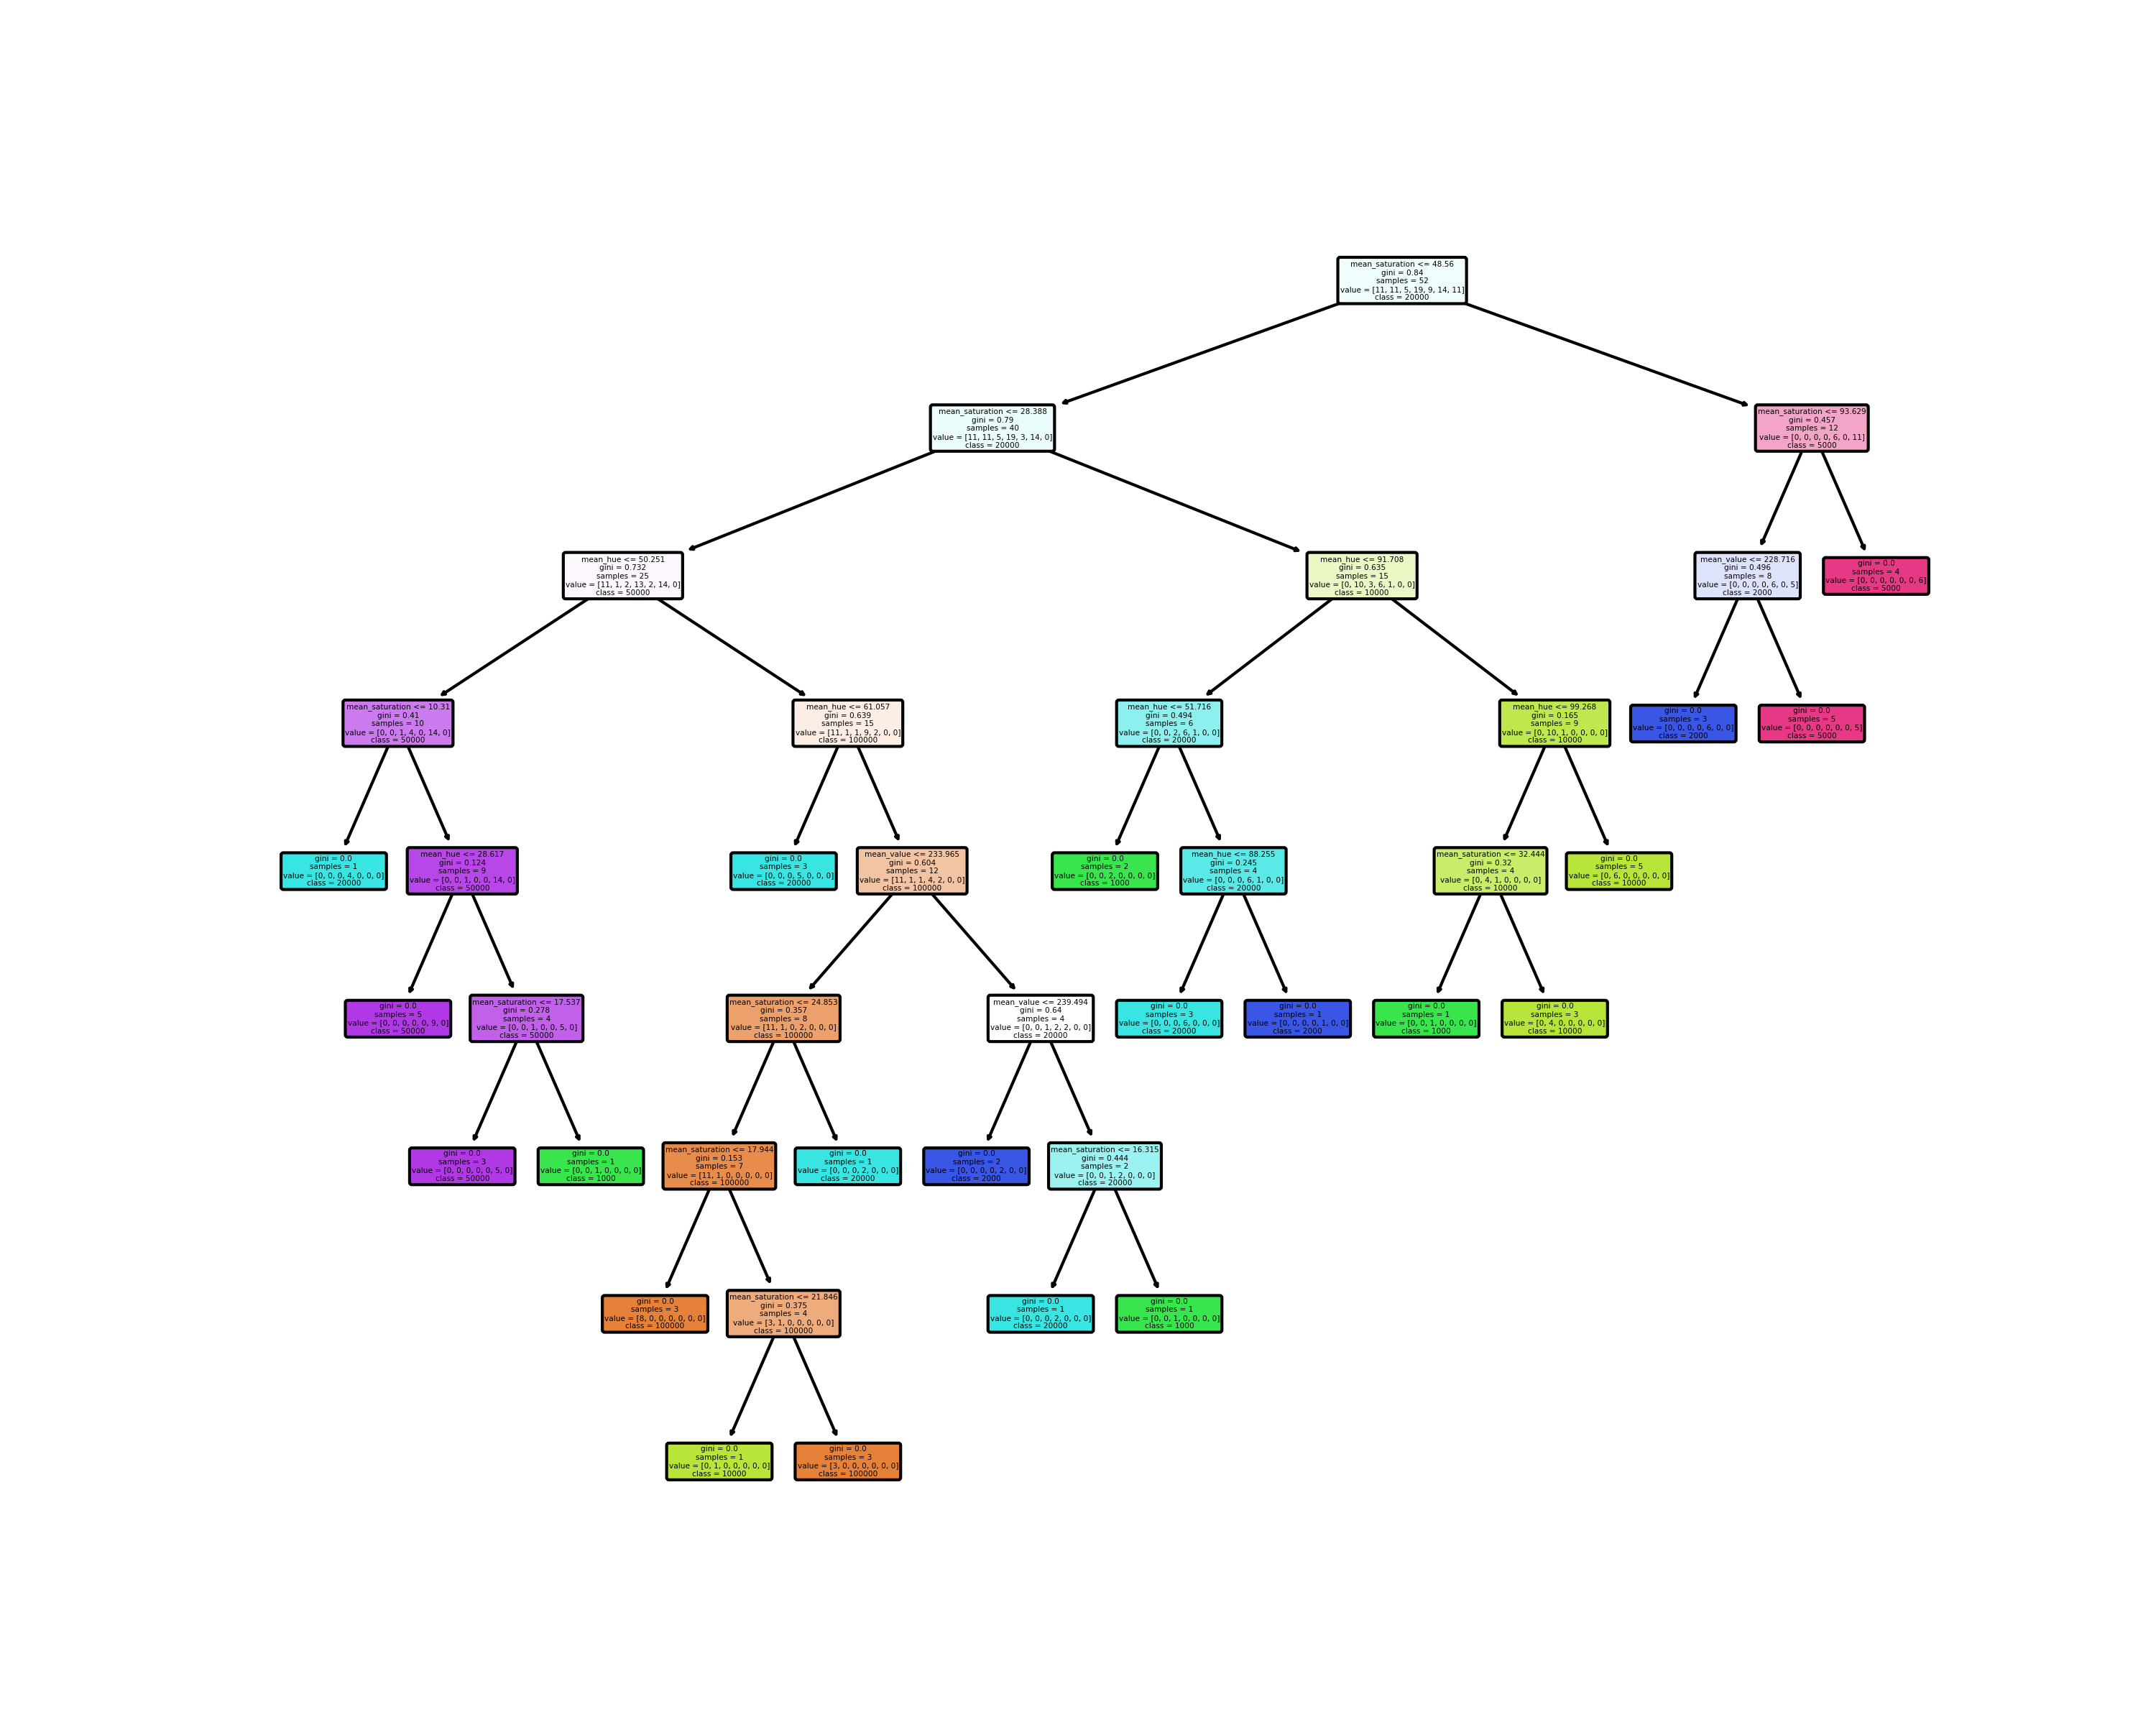 mean_saturation <= 48.56
gini = 0.84
samples = 52
value = [11, 11, 5, 19, 9, 14, 11]
class = 20000
mean_saturation <= 28.388
gini = 0.79
samples = 40
value = [11, 11, 5, 19, 3, 14, 0]
class = 20000
mean_saturation <= 93.629
gini = 0.457
samples = 12
value = [0, 0, 0, 0, 6, 0, 11]
class = 5000
mean_hue <= 50.251
gini = 0.732
samples = 25
value = [11, 1, 2, 13, 2, 14, 0]
class = 50000
mean_hue <= 91.708
gini = 0.635
samples = 15
value = [0, 10, 3, 6, 1, 0, 0]
class = 10000
mean_value <= 228.716
gini = 0.496
samples = 8
value = [0, 0, 0, 0, 6, 0, 5]
class = 2000
gini = 0.0
samples = 4
value = [0, 0, 0, 0, 0, 0, 6]
class = 5000
mean_saturation <= 10.31
gini = 0.41
samples = 10
value = [0, 0, 1, 4, 0, 14, 0]
class = 50000
mean_hue <= 61.057
gini = 0.639
samples = 15
value = [11, 1, 1, 9, 2, 0, 0]
class = 100000
mean_hue <= 51.716
gini = 0.494
samples = 6
value = [0, 0, 2, 6, 1, 0, 0]
class = 20000
mean_hue <= 99.268
gini = 0.165
samples = 9
value = [0, 10, 1, 0, 0, 0, 0]
class = 10000
gini = 0.0
samples = 3
value = [0, 0, 0, 0, 6, 0, 0]
class = 2000
gini = 0.0
samples = 5
value = [0, 0, 0, 0, 0, 0, 5]
class = 5000
gini = 0.0
samples = 1
value = [0, 0, 0, 4, 0, 0, 0]
class = 20000
mean_hue <= 28.617
gini = 0.124
samples = 9
value = [0, 0, 1, 0, 0, 14, 0]
class = 50000
gini = 0.0
samples = 3
value = [0, 0, 0, 5, 0, 0, 0]
class = 20000
mean_value <= 233.965
gini = 0.604
samples = 12
value = [11, 1, 1, 4, 2, 0, 0]
class = 100000
gini = 0.0
samples = 2
value = [0, 0, 2, 0, 0, 0, 0]
class = 1000
mean_hue <= 88.255
gini = 0.245
samples = 4
value = [0, 0, 0, 6, 1, 0, 0]
class = 20000
mean_saturation <= 32.444
gini = 0.32
samples = 4
value = [0, 4, 1, 0, 0, 0, 0]
class = 10000
gini = 0.0
samples = 5
value = [0, 6, 0, 0, 0, 0, 0]
class = 10000
gini = 0.0
samples = 5
value = [0, 0, 0, 0, 0, 9, 0]
class = 50000
mean_saturation <= 17.537
gini = 0.278
samples = 4
value = [0, 0, 1, 0, 0, 5, 0]
class = 50000
mean_saturation <= 24.853
gini = 0.357
samples = 8
value = [11, 1, 0, 2, 0, 0, 0]
class = 100000
mean_value <= 239.494
gini = 0.64
samples = 4
value = [0, 0, 1, 2, 2, 0, 0]
class = 20000
gini = 0.0
samples = 3
value = [0, 0, 0, 6, 0, 0, 0]
class = 20000
gini = 0.0
samples = 1
value = [0, 0, 0, 0, 1, 0, 0]
class = 2000
gini = 0.0
samples = 1
value = [0, 0, 1, 0, 0, 0, 0]
class = 1000
gini = 0.0
samples = 3
value = [0, 4, 0, 0, 0, 0, 0]
class = 10000
gini = 0.0
samples = 3
value = [0, 0, 0, 0, 0, 5, 0]
class = 50000
gini = 0.0
samples = 1
value = [0, 0, 1, 0, 0, 0, 0]
class = 1000
mean_saturation <= 17.944
gini = 0.153
samples = 7
value = [11, 1, 0, 0, 0, 0, 0]
class = 100000
gini = 0.0
samples = 1
value = [0, 0, 0, 2, 0, 0, 0]
class = 20000
gini = 0.0
samples = 2
value = [0, 0, 0, 0, 2, 0, 0]
class = 2000
mean_saturation <= 16.315
gini = 0.444
samples = 2
value = [0, 0, 1, 2, 0, 0, 0]
class = 20000
gini = 0.0
samples = 3
value = [8, 0, 0, 0, 0, 0, 0]
class = 100000
mean_saturation <= 21.846
gini = 0.375
samples = 4
value = [3, 1, 0, 0, 0, 0, 0]
class = 100000
gini = 0.0
samples = 1
value = [0, 0, 0, 2, 0, 0, 0]
class = 20000
gini = 0.0
samples = 1
value = [0, 0, 1, 0, 0, 0, 0]
class = 1000
gini = 0.0
samples = 1
value = [0, 1, 0, 0, 0, 0, 0]
class = 10000
gini = 0.0
samples = 3
value = [3, 0, 0, 0, 0, 0, 0]
class = 100000